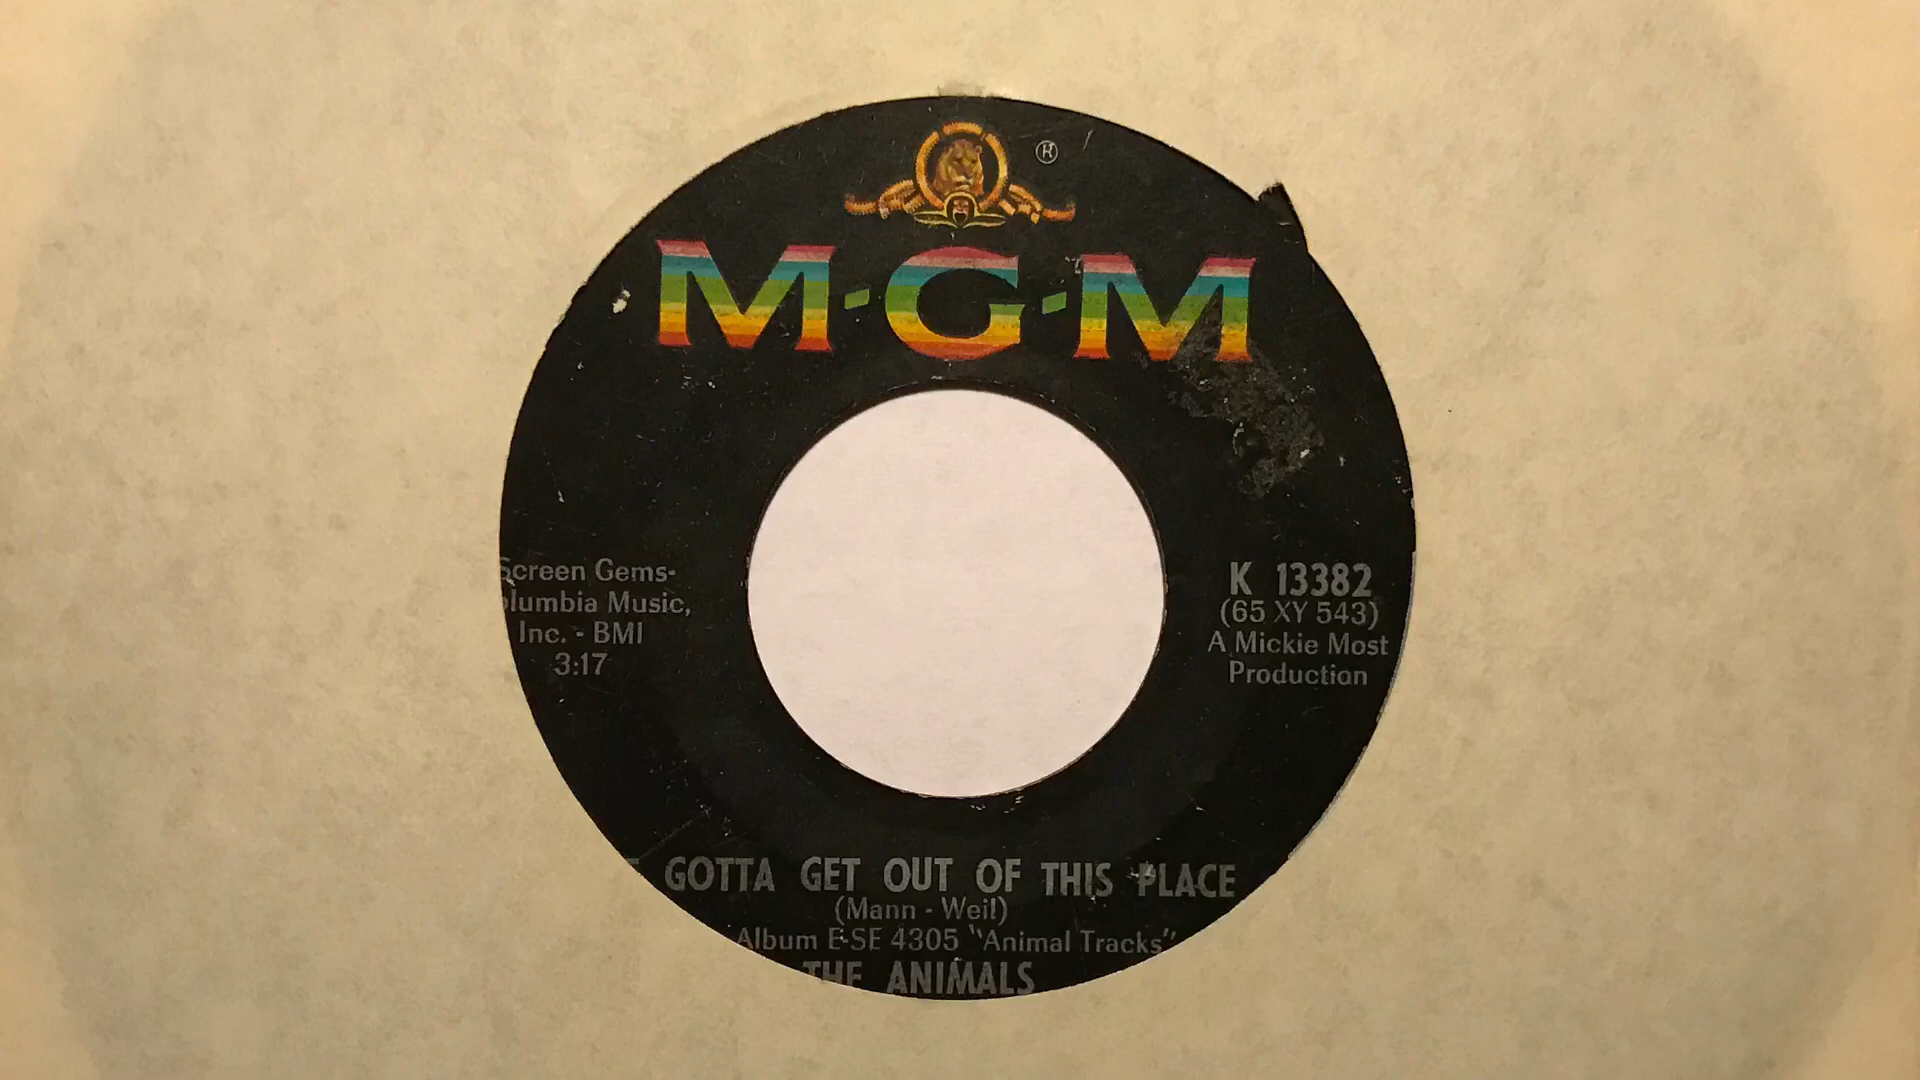 ®
M-G-M
Screen Gems-
olumbia Music,
Inc. - BMI
3:17
K 13382
(65 XY 543)
A Mickie Most
Production
GOTTA GET OUT OF THIS PLACE
(Mann - Weil)
Album E-SE 4305 "Animal Tracks"
THE ANIMALS